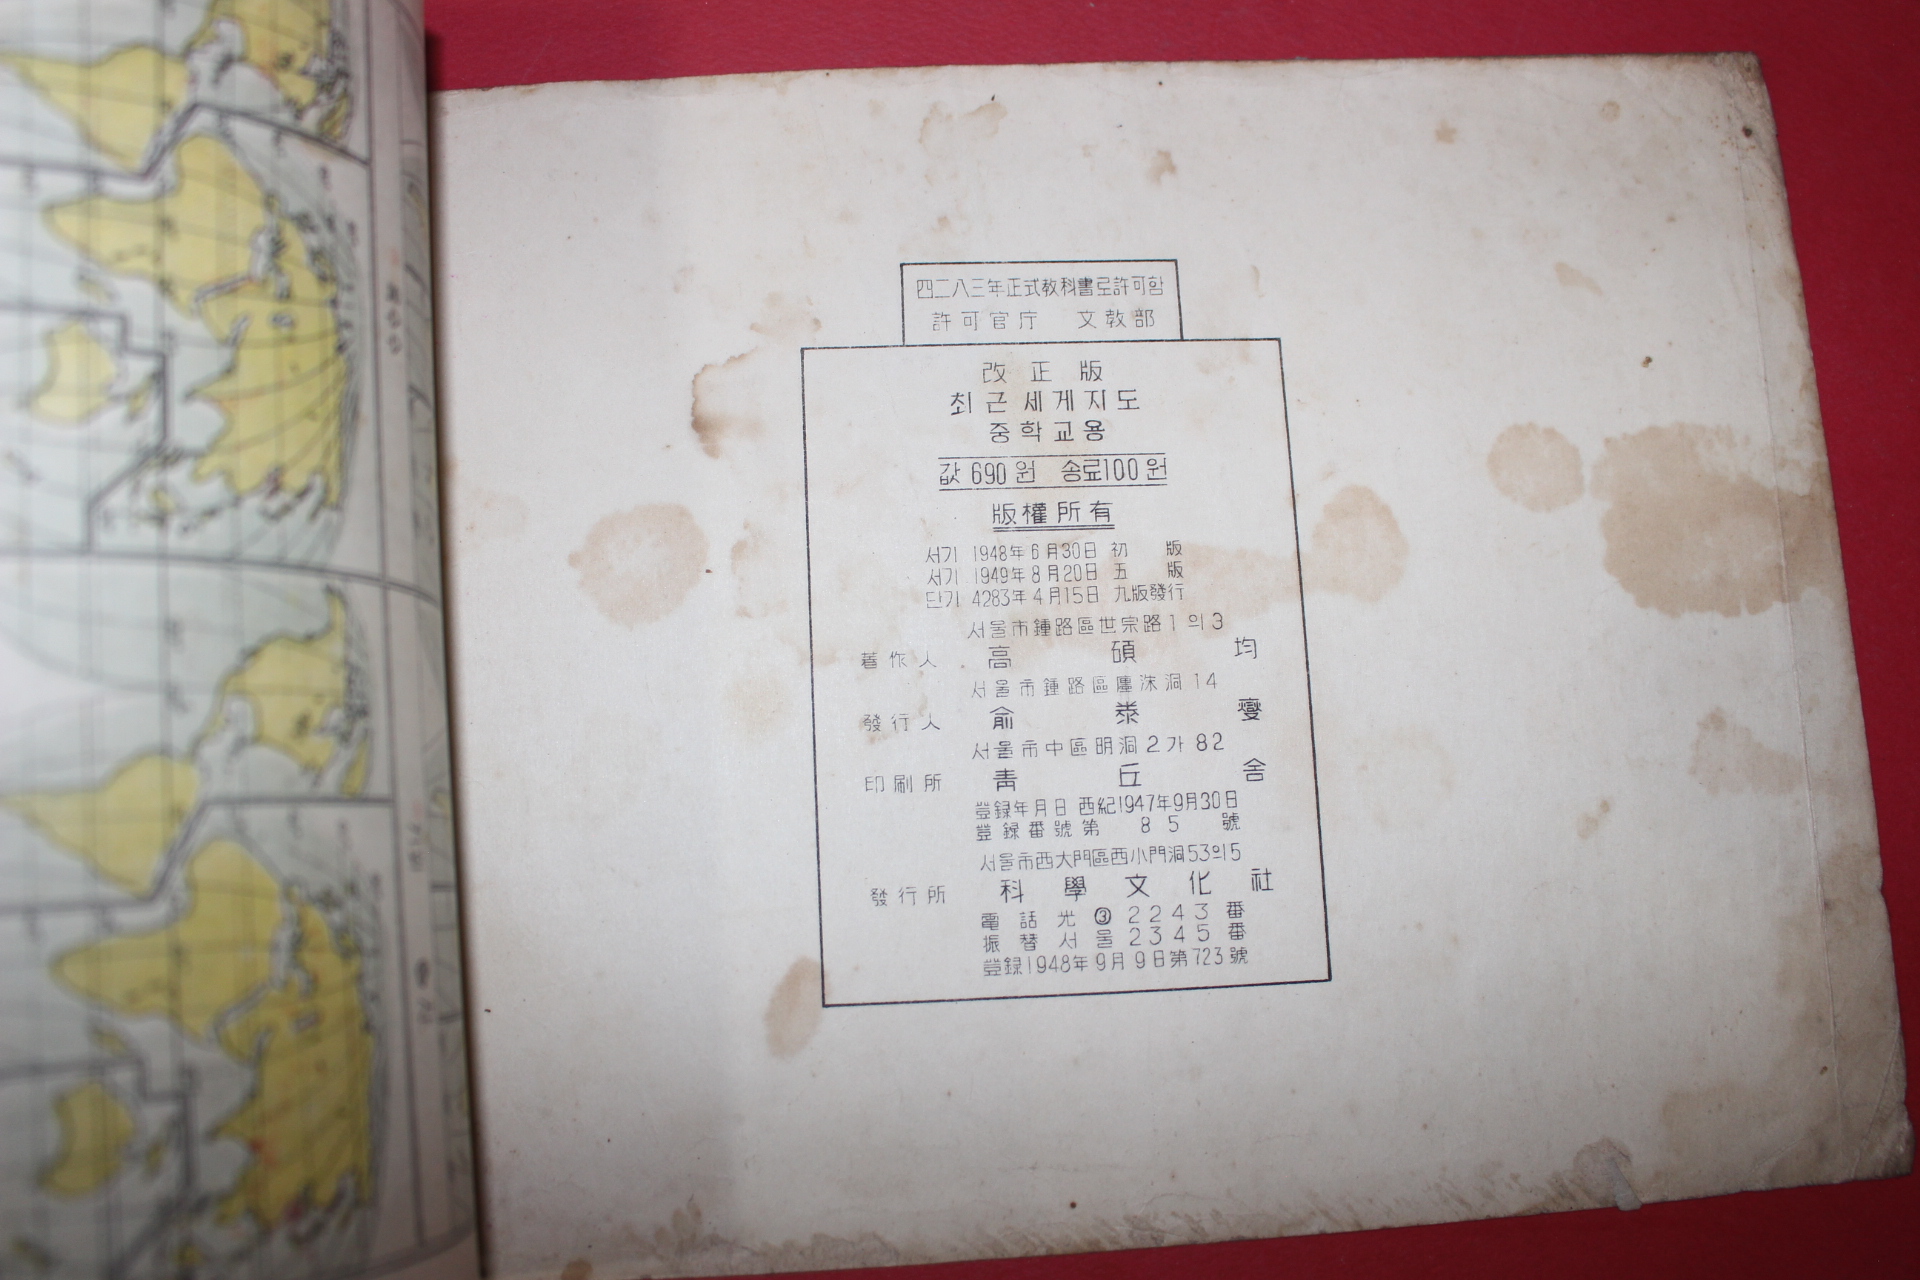 四二八三年正式敎科書로許可함
許可官庁 文敎部
改正版
최근세계지도
중학교용
값 690원 송료100원
版權所有
서기 1948年6月30日 初版
서기 1949年8月20日 五版
단기 4283年4月15日 九版發行
서울市鍾路區世宗路1의3
著作人 高碩均
서울市鍾路區 洞14
發行人 兪泰燮
서울市中區明洞2가82
印刷所 靑丘舍
登録年月日 西紀1947年9月30日
登録番號第 85 號
서울市西大門區西小門洞53의15
發行所 科學文化社
電話光③2243番
振替서울2345番
登録1948年9月9日第723號